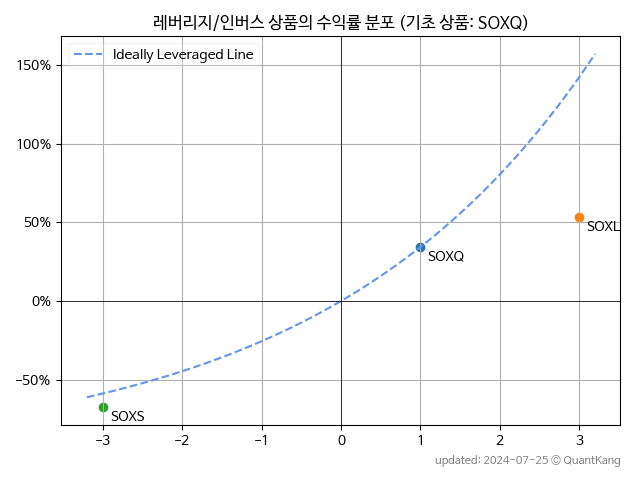 레버리지/인버스 상품의 수익률 분포 (기초 상품: SOXQ)
Ideally Leveraged Line
150%
100%
50%
0%
−50%
SOXL
SOXQ
SOXS
−3 −2 −1 0 1 2 3
updated: 2024-07-25 © QuantKang